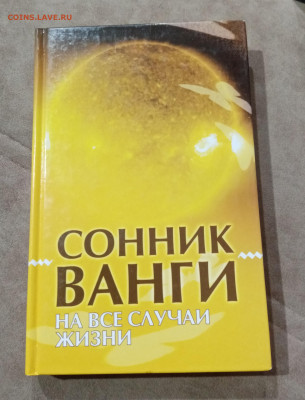 COINS.LAVE.RU
СОННИК
ВАНГИ
НА ВСЕ СЛУЧАИ
ЖИЗНИ